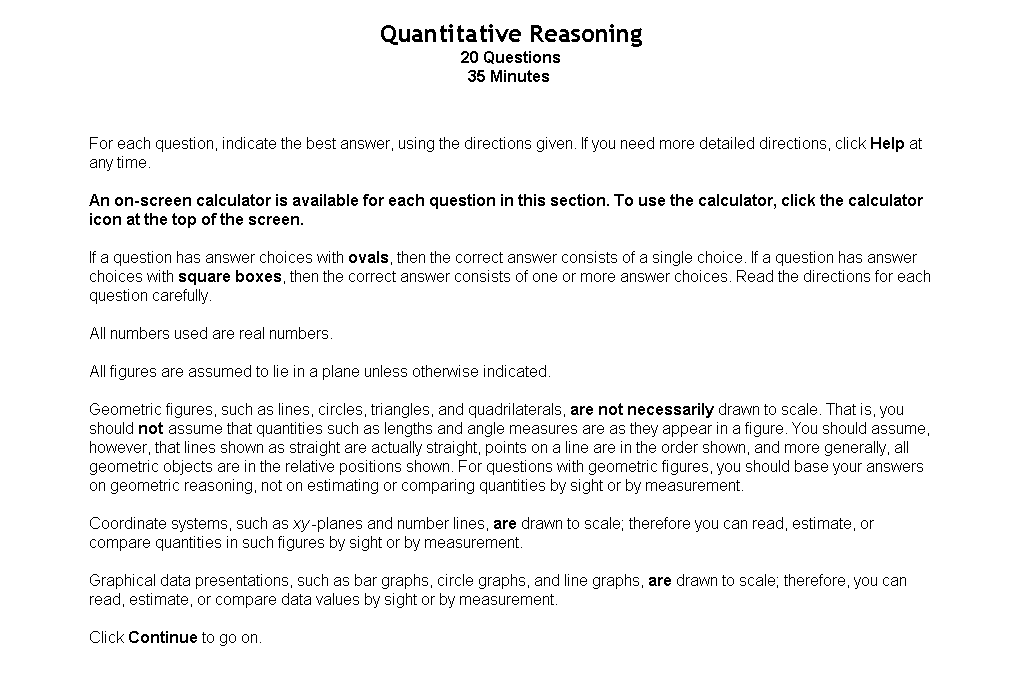 Quantitative Reasoning
20 Questions
35 Minutes
For each question, indicate the best answer, using the directions given. If you need more detailed directions, click Help at
any time.
An on-screen calculator is available for each question in this section. To use the calculator, click the calculator
icon at the top of the screen.
If a question has answer choices with ovals, then the correct answer consists of a single choice. If a question has answer
choices with square boxes, then the correct answer consists of one or more answer choices. Read the directions for each
question carefully.
All numbers used are real numbers.
All figures are assumed to lie in a plane unless otherwise indicated.
Geometric figures, such as lines, circles, triangles, and quadrilaterals, are not necessarily drawn to scale. That is, you
should not assume that quantities such as lengths and angle measures are as they appear in a figure. You should assume,
however, that lines shown as straight are actually straight, points on a line are in the order shown, and more generally, all
geometric objects are in the relative positions shown. For questions with geometric figures, you should base your answers
on geometric reasoning, not on estimating or comparing quantities by sight or by measurement.
Coordinate systems, such as xy-planes and number lines, are drawn to scale; therefore you can read, estimate, or
compare quantities in such figures by sight or by measurement.
Graphical data presentations, such as bar graphs, circle graphs, and line graphs, are drawn to scale; therefore, you can
read, estimate, or compare data values by sight or by measurement.
Click Continue to go on.